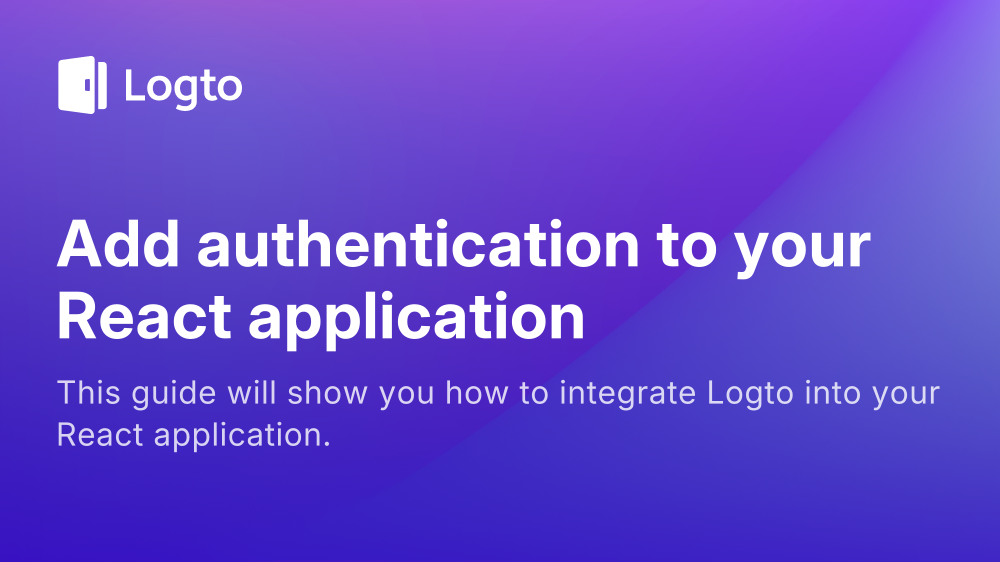 Logto
Add authentication to your
React application
This guide will show you how to integrate Logto into your
React application.